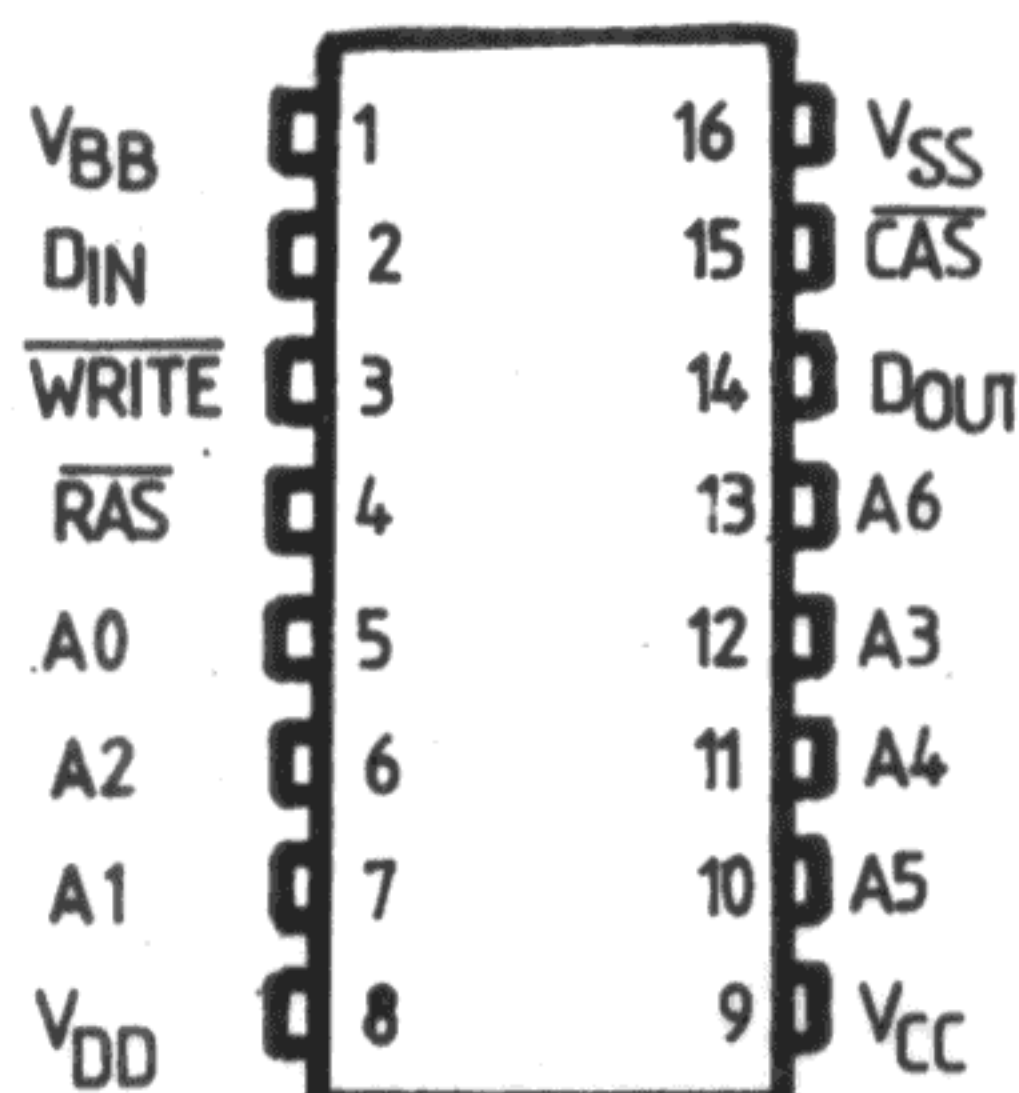 VBB 1 16 VSS
DIN 2 15 CAS
WRITE 3 14 DOUT
RAS 4 13 A6
A0 5 12 A3
A2 6 11 A4
A1 7 10 A5
VDD 8 9 VCC